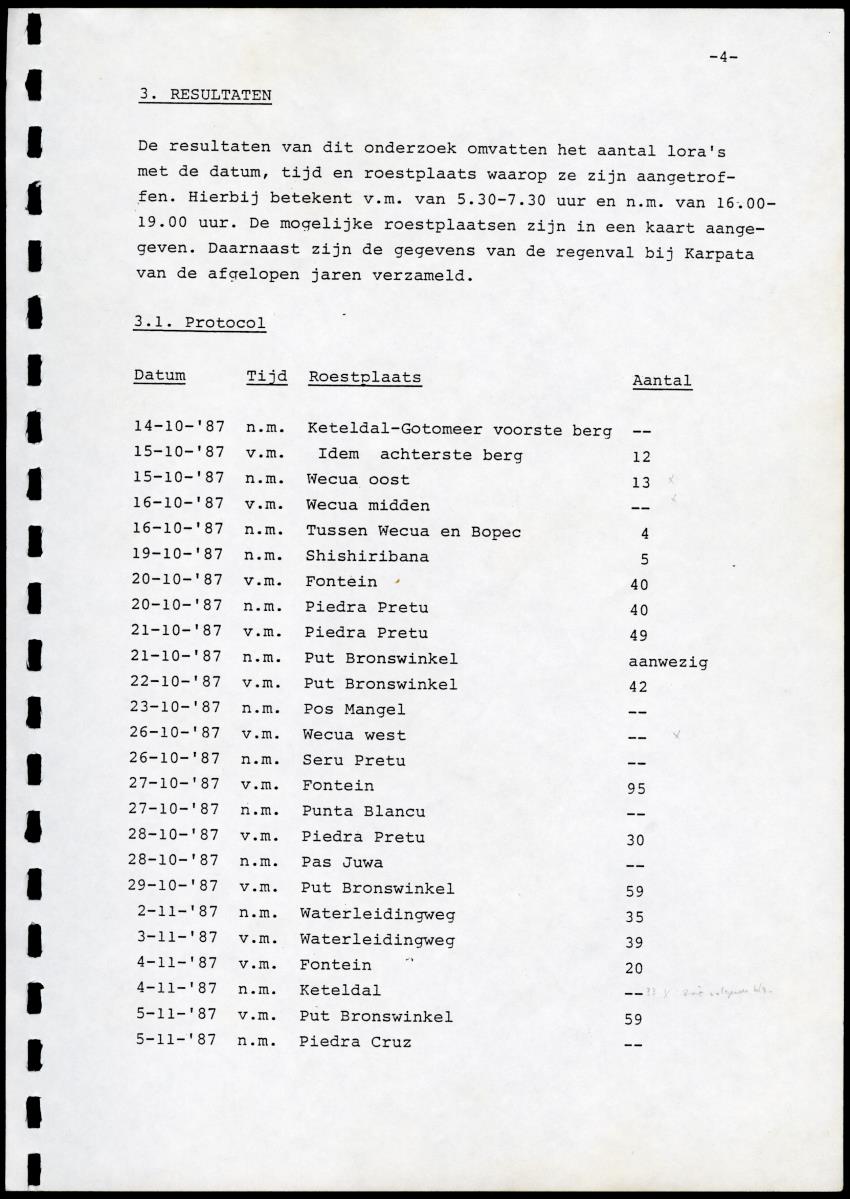 -4-
3. RESULTATEN
De resultaten van dit onderzoek omvatten het aantal lora's
met de datum, tijd en roestplaats waarop ze zijn aangetrof-
fen. Hierbij betekent v.m. van 5.30-7.30 uur en n.m. van 16.00-
19.00 uur. De mogelijke roestplaatsen zijn in een kaart aange-
geven. Daarnaast zijn de gegevens van de regenval bij Karpata
van de afgelopen jaren verzameld.
3.1. Protocol
Datum Tijd Roestplaats Aantal
14-10-'87 n.m. Keteldal-Gotomeer voorste berg --
15-10-'87 v.m. Idem achterste berg 12
15-10-'87 n.m. Wecua oost 13 x
16-10-'87 v.m. Wecua midden -- x
16-10-'87 n.m. Tussen Wecua en Bopec 4
19-10-'87 n.m. Shishiribana 5
20-10-'87 v.m. Fontein 40
20-10-'87 n.m. Piedra Pretu 40
21-10-'87 v.m. Piedra Pretu 49
21-10-'87 n.m. Put Bronswinkel aanwezig
22-10-'87 v.m. Put Bronswinkel 42
23-10-'87 n.m. Pos Mangel --
26-10-'87 v.m. Wecua west -- x
26-10-'87 n.m. Seru Pretu --
27-10-'87 v.m. Fontein 95
27-10-'87 n.m. Punta Blancu --
28-10-'87 v.m. Piedra Pretu 30
28-10-'87 n.m. Pas Juwa --
29-10-'87 v.m. Put Bronswinkel 59
2-11-'87 n.m. Waterleidingweg 35
3-11-'87 v.m. Waterleidingweg 39
4-11-'87 v.m. Fontein 20
4-11-'87 n.m. Keteldal --
5-11-'87 v.m. Put Bronswinkel 59
5-11-'87 n.m. Piedra Cruz --